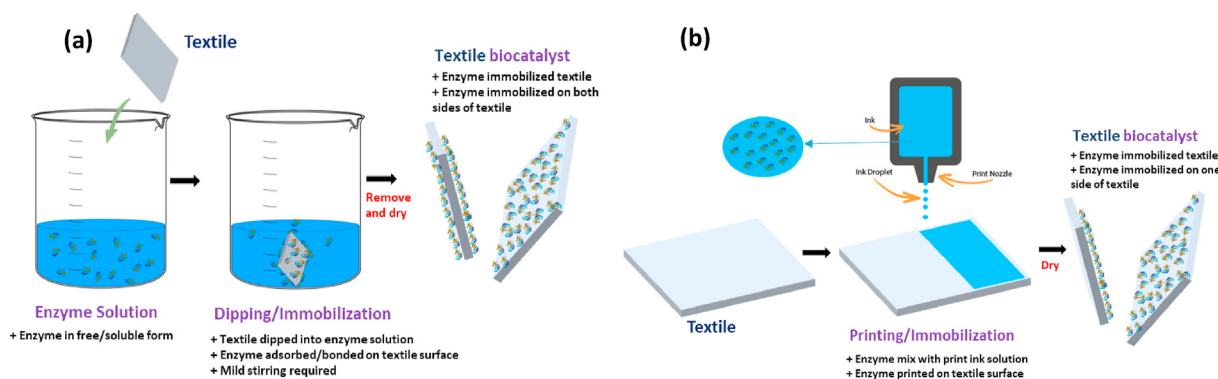 (a)
Textile
Enzyme Solution
+ Enzyme in free/soluble form
Dipping/Immobilization
+ Textile dipped into enzyme solution
+ Enzyme adsorbed/bonded on textile surface
+ Mild stirring required
Remove
and dry
Textile biocatalyst
+ Enzyme immobilized textile
+ Enzyme immobilized on both
sides of textile
(b)
Ink
Ink Droplet
Print Nozzle
Textile
Printing/Immobilization
+ Enzyme mix with print ink solution
+ Enzyme printed on textile surface
Dry
Textile biocatalyst
+ Enzyme immobilized textile
+ Enzyme immobilized on one
side of textile